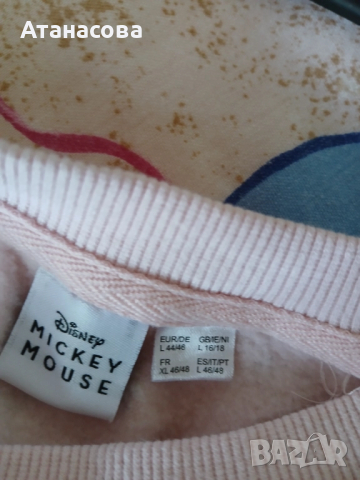 Атанасова
Disney
MICKEY
MOUSE
EUR/DE GB/IE/NI
L 44/46 L 16/18
FR ES/IT/PT
XL 46/48 L 46/48
BAZAR